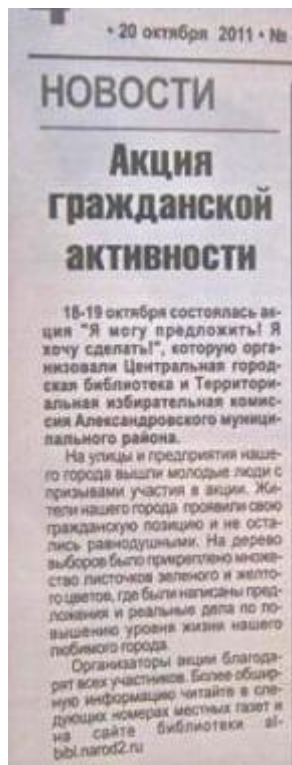 • 20 октября 2011 • №
НОВОСТИ
Акция
гражданской
активности
18-19 октября состоялась ак-
ция "Я могу предложить! Я
хочу сделать!", которую орга-
низовали Центральная город-
ская библиотека и Территори-
альная избирательная комис-
сия Александровского муници-
пального района.
На улицы и предприятия наше-
го города вышли молодые люди с
призывами участия в акции. Жи-
тели нашего города проявили свою
гражданскую позицию и не оста-
лись равнодушными. На дерево
выборов было прикреплено множе-
ство листочков зеленого и желто-
го цветов, где были написаны пред-
ложения и реальные дела по по-
вышению уровня жизни нашего
любимого города.
Организаторы акции благода-
рят всех участников. Более обшир-
ную информацию читайте в сле-
дующих номерах местных газет и
на сайте библиотеки al-
bibl.narod2.ru